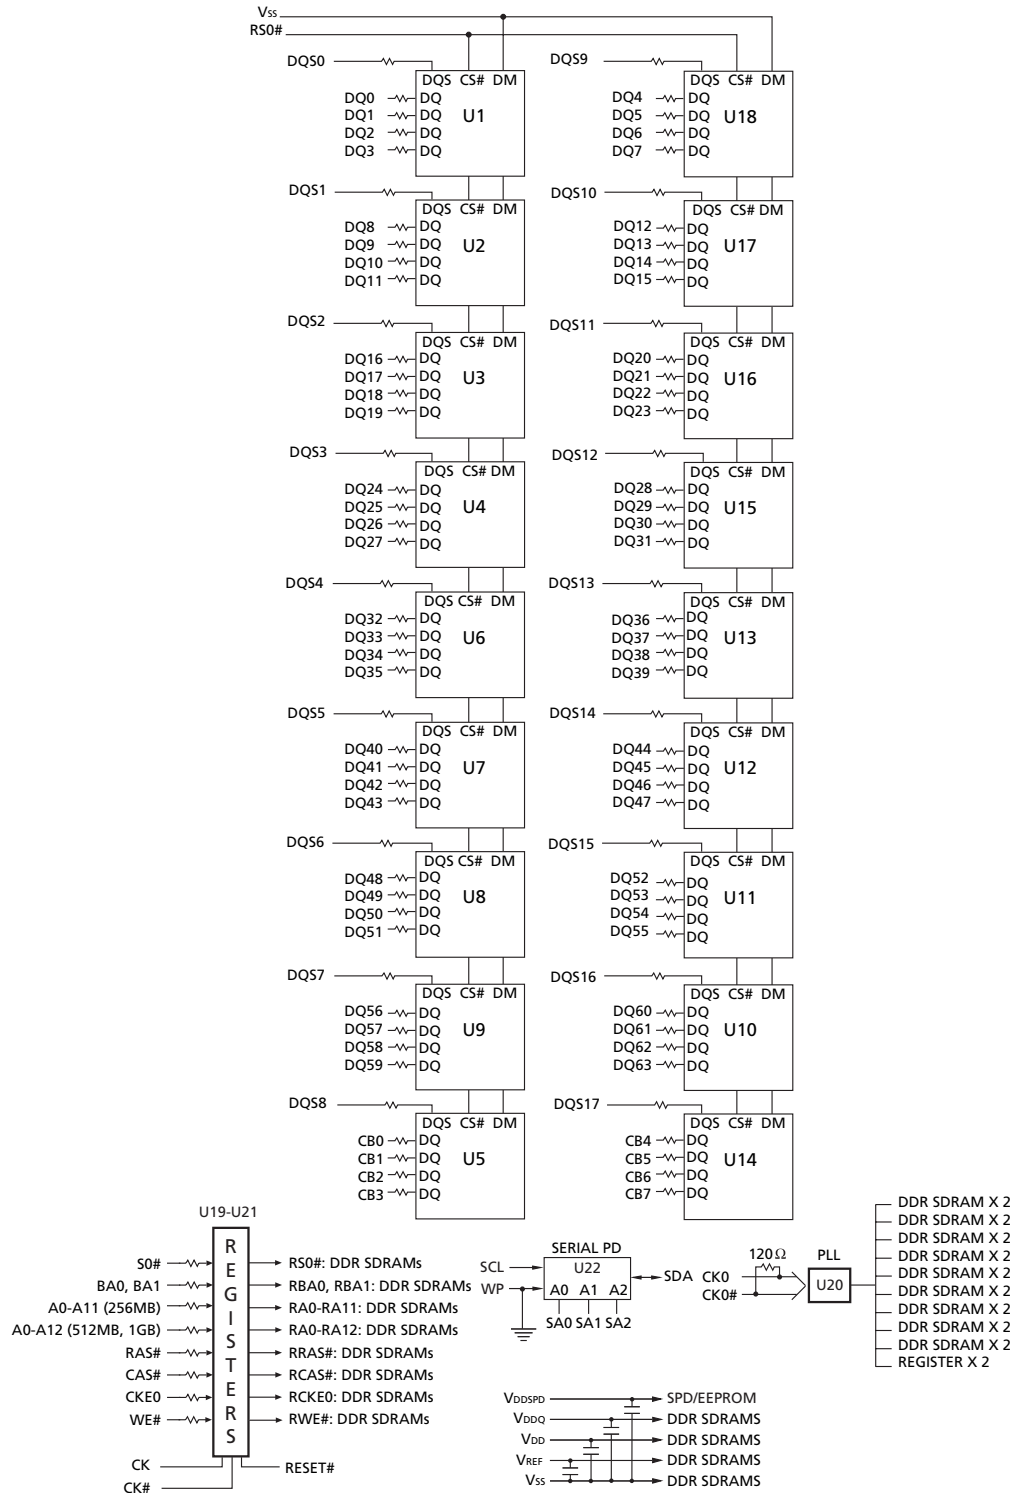 Vss
RS0#
DQS0
DQS CS# DM
DQ0 DQ
DQ1 DQ
DQ2 DQ
DQ3 DQ
U1
DQS9
DQS CS# DM
DQ4 DQ
DQ5 DQ
DQ6 DQ
DQ7 DQ
U18
DQS1
DQS CS# DM
DQ8 DQ
DQ9 DQ
DQ10 DQ
DQ11 DQ
U2
DQS10
DQS CS# DM
DQ12 DQ
DQ13 DQ
DQ14 DQ
DQ15 DQ
U17
DQS2
DQS CS# DM
DQ16 DQ
DQ17 DQ
DQ18 DQ
DQ19 DQ
U3
DQS11
DQS CS# DM
DQ20 DQ
DQ21 DQ
DQ22 DQ
DQ23 DQ
U16
DQS3
DQS CS# DM
DQ24 DQ
DQ25 DQ
DQ26 DQ
DQ27 DQ
U4
DQS12
DQS CS# DM
DQ28 DQ
DQ29 DQ
DQ30 DQ
DQ31 DQ
U15
DQS4
DQS CS# DM
DQ32 DQ
DQ33 DQ
DQ34 DQ
DQ35 DQ
U6
DQS13
DQS CS# DM
DQ36 DQ
DQ37 DQ
DQ38 DQ
DQ39 DQ
U13
DQS5
DQS CS# DM
DQ40 DQ
DQ41 DQ
DQ42 DQ
DQ43 DQ
U7
DQS14
DQS CS# DM
DQ44 DQ
DQ45 DQ
DQ46 DQ
DQ47 DQ
U12
DQS6
DQS CS# DM
DQ48 DQ
DQ49 DQ
DQ50 DQ
DQ51 DQ
U8
DQS15
DQS CS# DM
DQ52 DQ
DQ53 DQ
DQ54 DQ
DQ55 DQ
U11
DQS7
DQS CS# DM
DQ56 DQ
DQ57 DQ
DQ58 DQ
DQ59 DQ
U9
DQS16
DQS CS# DM
DQ60 DQ
DQ61 DQ
DQ62 DQ
DQ63 DQ
U10
DQS8
DQS CS# DM
CB0 DQ
CB1 DQ
CB2 DQ
CB3 DQ
U5
DQS17
DQS CS# DM
CB4 DQ
CB5 DQ
CB6 DQ
CB7 DQ
U14
U19-U21
REGISTERS
S0#
BA0, BA1
A0-A11 (256MB)
A0-A12 (512MB, 1GB)
RAS#
CAS#
CKE0
WE#
CK
CK#
RS0#: DDR SDRAMs
RBA0, RBA1: DDR SDRAMs
RA0-RA11: DDR SDRAMs
RA0-RA12: DDR SDRAMs
RRAS#: DDR SDRAMs
RCAS#: DDR SDRAMs
RCKE0: DDR SDRAMs
RWE#: DDR SDRAMs
RESET#
SERIAL PD
SCL
WP
U22
A0 A1 A2
SDA
SA0 SA1 SA2
120Ω
CK0
CK0#
PLL
U20
DDR SDRAM X 2
DDR SDRAM X 2
DDR SDRAM X 2
DDR SDRAM X 2
DDR SDRAM X 2
DDR SDRAM X 2
DDR SDRAM X 2
DDR SDRAM X 2
DDR SDRAM X 2
REGISTER X 2
VDDSPD SPD/EEPROM
VDDQ DDR SDRAMS
VDD DDR SDRAMS
VREF DDR SDRAMS
Vss DDR SDRAMS